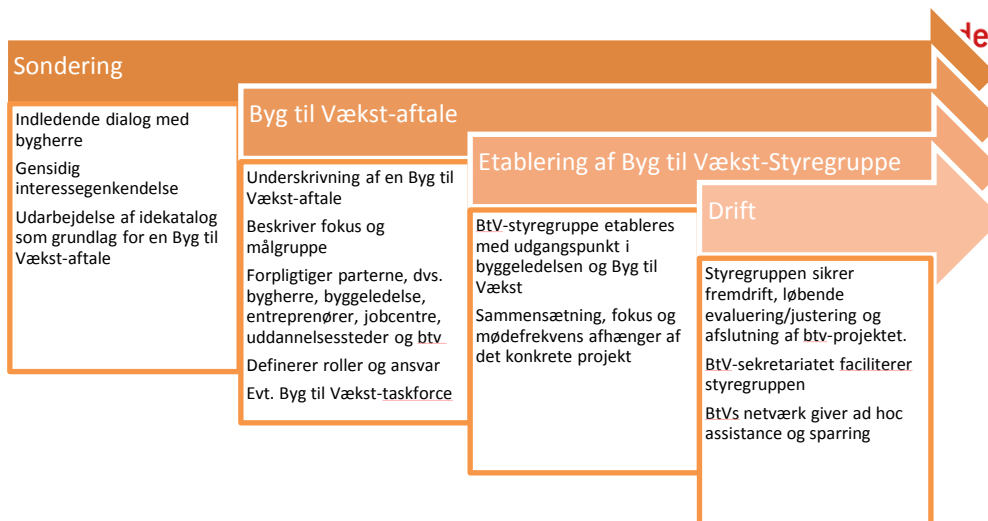 Sondering
Indledende dialog med
bygherre
Gensidig
interessegenkendelse
Udarbejdelse af idekatalog
som grundlag for en Byg til
Vækst-aftale
Byg til Vækst-aftale
Underskrivning af en Byg til
Vækst-aftale
Beskriver fokus og
målgruppe
Forpligtiger parterne, dvs.
bygherre, byggeledelse,
entreprenører, jobcentre,
uddannelsessteder og btv
Definerer roller og ansvar
Evt. Byg til Vækst-taskforce
Etablering af Byg til Vækst-Styregruppe
BtV-styregruppe etableres
med udgangspunkt i
byggeledelsen og Byg til
Vækst
Sammensætning, fokus og
mødefrekvens afhænger af
det konkrete projekt
Drift
Styregruppen sikrer
fremdrift, løbende
evaluering/justering og
afslutning af btv-projektet.
BtV-sekretariatet faciliterer
styregruppen
BtVs netværk giver ad hoc
assistance og sparring